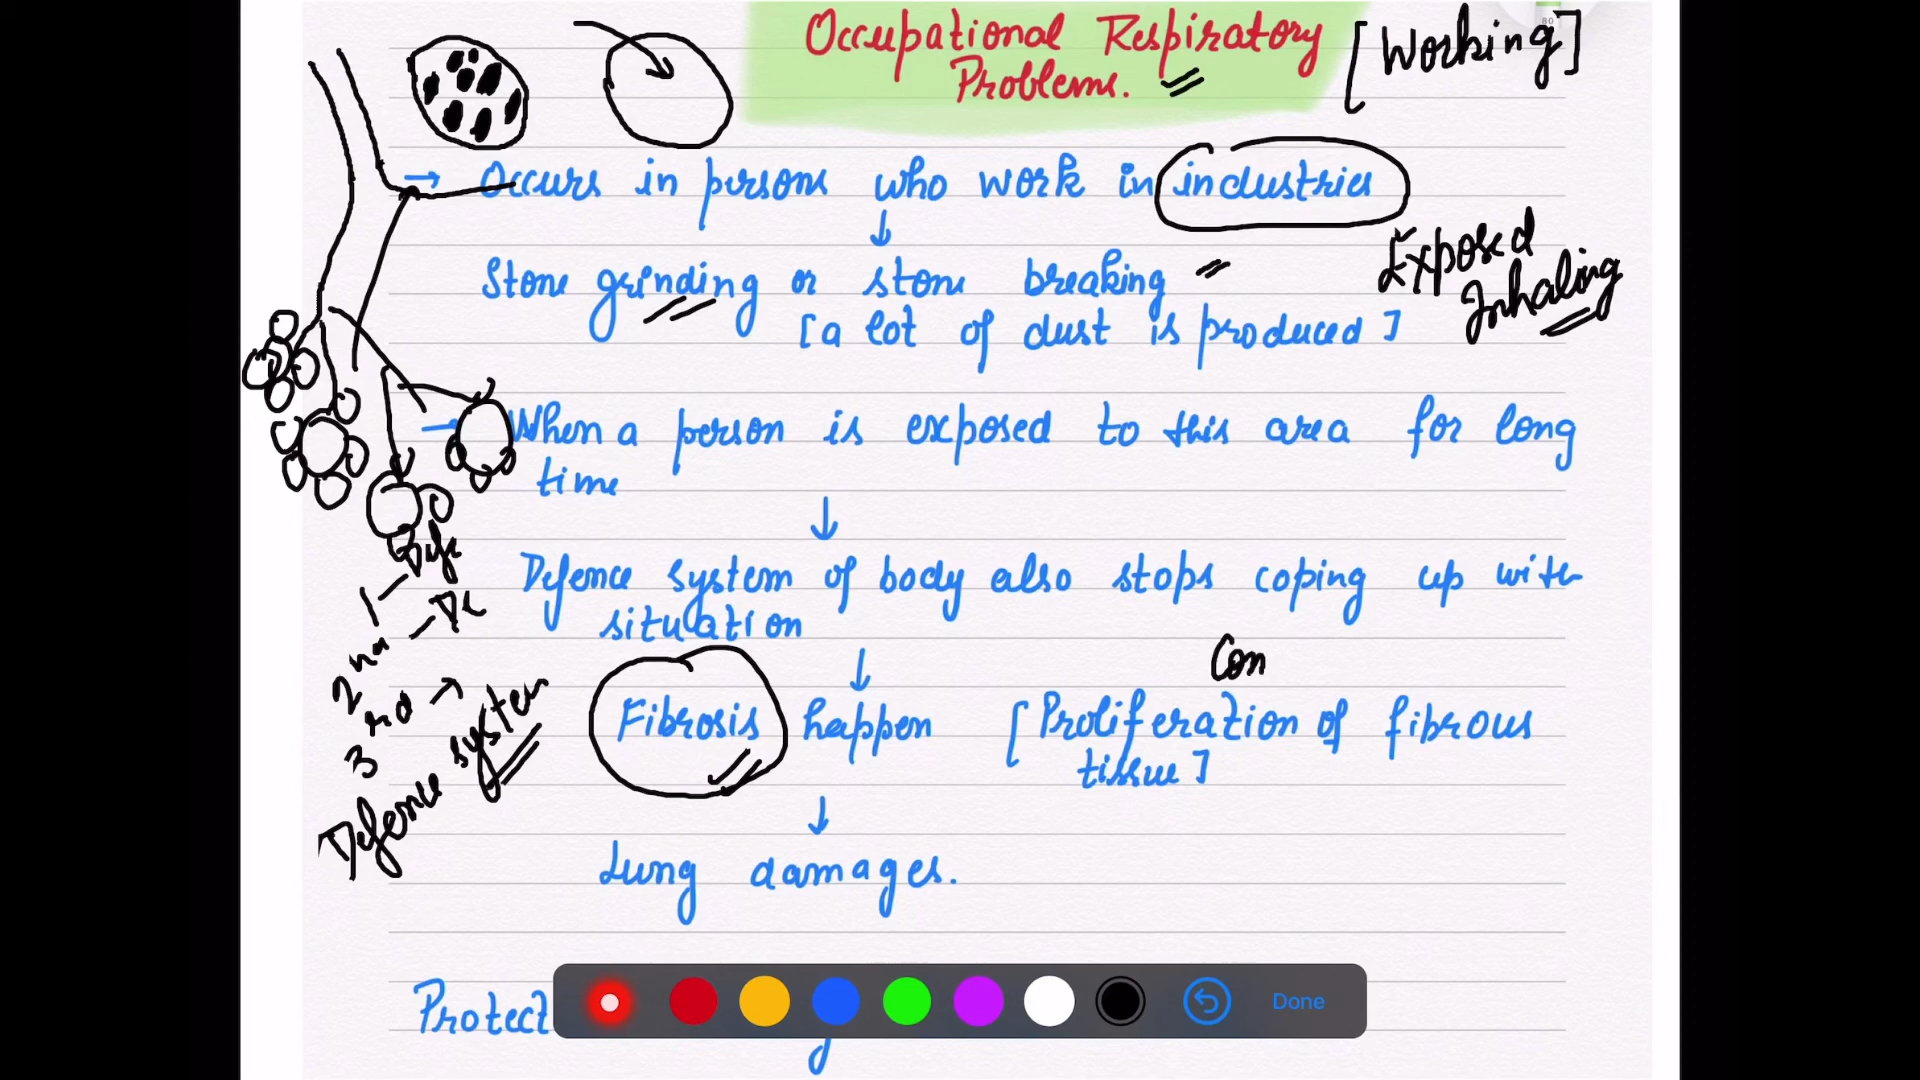 Occupational Respiratory [Working]
Problems.
→ Occurs in persons who work in industries
↓
Stone grinding or stone breaking
Exposed
Inhaling
[a lot of dust is produced]
→ When a person is exposed to this area for long
time
↓
Defence system of body also stops coping up with
situation
↓
Con
Fibrosis happen [Proliferation of fibrous
tissue]
↓
Lung damages.
1 –
2nd –
3rd →
Defence system
Protect
Done